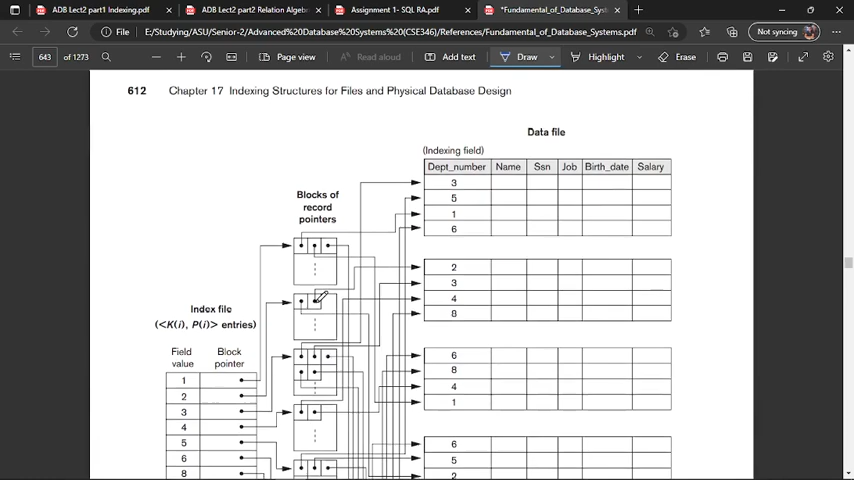 ADB Lect2 part1 Indexing.pdf
ADB Lect2 part2 Relation Algebr
Assignment 1- SQL RA.pdf
*Fundamental_of_Database_Syst
File
E:/Studying/ASU/Senior-2/Advanced%20Database%20Systems%20(CSE346)/References/Fundamental_of_Database_Systems.pdf
Not syncing
643 of 1273
Page view
Read aloud
Add text
Draw
Highlight
Erase
612 Chapter 17 Indexing Structures for Files and Physical Database Design
Data file
(Indexing field)
Dept_number Name Ssn Job Birth_date Salary
3
5
1
6
2
3
4
8
6
8
4
1
6
5
2
Blocks of
record
pointers
Index file
(<K(i), P(i)> entries)
Field Block
value pointer
1
2
3
4
5
6
8